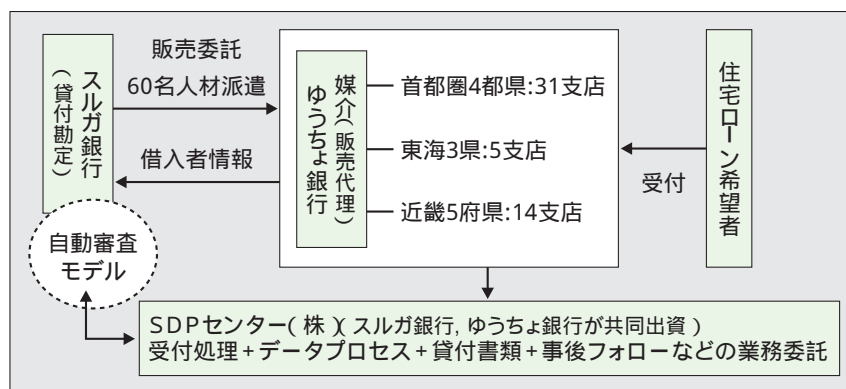 スルガ銀行
(貸付勘定)
販売委託
60名人材派遣
借入者情報
ゆうちょ銀行
媒介(販売代理)
首都圏4都県:31支店
東海3県:5支店
近畿5府県:14支店
受付
住宅ローン希望者
自動審査
モデル
SDPセンター(株)(スルガ銀行,ゆうちょ銀行が共同出資)
受付処理+データプロセス+貸付書類+事後フォローなどの業務委託